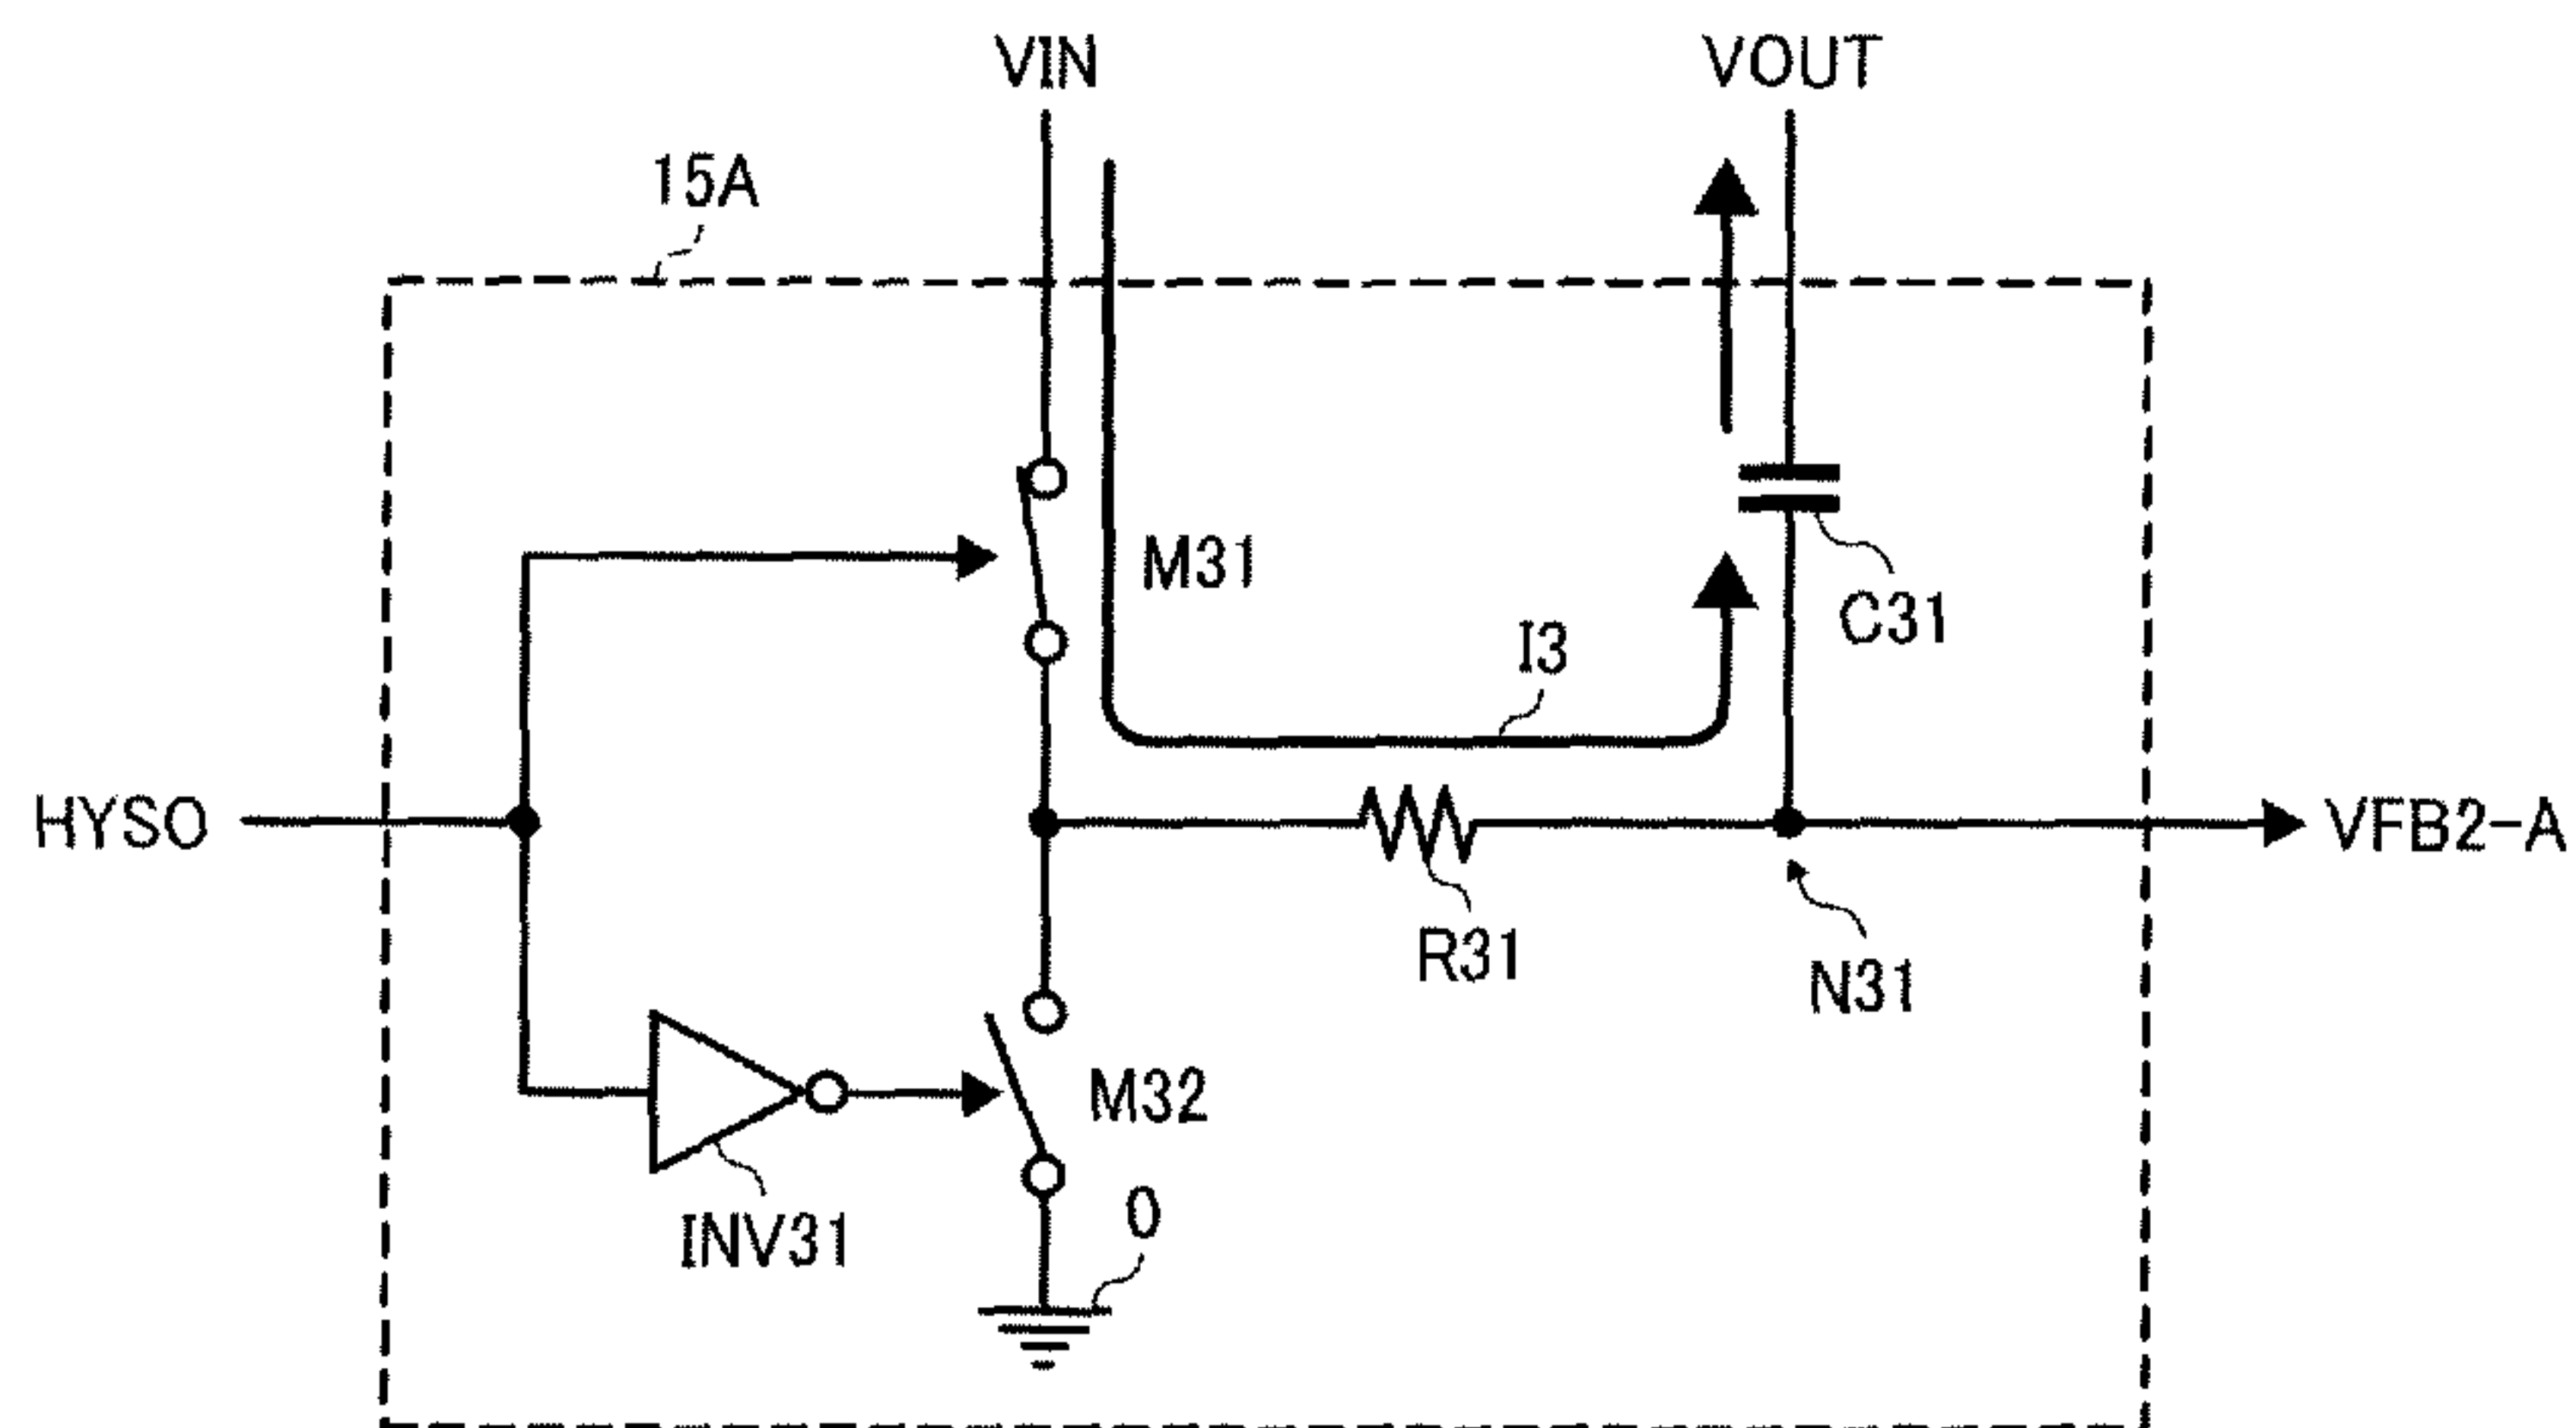 VIN
VOUT
15A
M31
C31
I3
HYSO
VFB2-A
R31
N31
M32
INV31
0